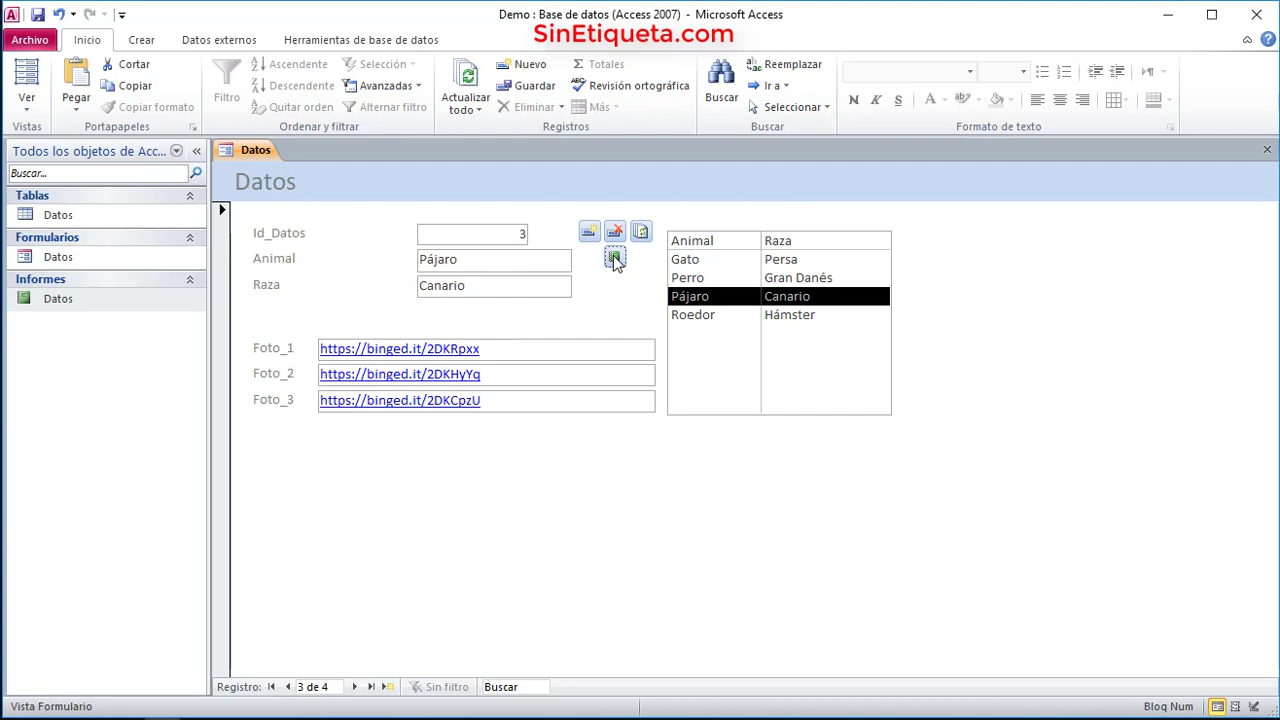 Demo : Base de datos (Access 2007) - Microsoft Access
SinEtiqueta.com
Archivo
Inicio
Crear
Datos externos
Herramientas de base de datos
Ver
Vistas
Pegar
Cortar
Copiar
Copiar formato
Portapapeles
Filtro
Ascendente
Descendente
Quitar orden
Selección
Avanzadas
Alternar filtro
Ordenar y filtrar
Actualizar
todo
Nuevo
Guardar
Eliminar
Totales
Revisión ortográfica
Más
Registros
Buscar
Reemplazar
Ir a
Seleccionar
Buscar
N K S
A
Formato de texto
Todos los objetos de Acc...
Buscar...
Tablas
Datos
Formularios
Datos
Informes
Datos
Datos
Datos
Id_Datos 3
Animal Pájaro
Raza Canario
Foto_1 https://binged.it/2DKRpxx
Foto_2 https://binged.it/2DKHyYq
Foto_3 https://binged.it/2DKCpzU
Animal Raza
Gato Persa
Perro Gran Danés
Pájaro Canario
Roedor Hámster
Registro: 3 de 4 Sin filtro Buscar
Vista Formulario
Bloq Num